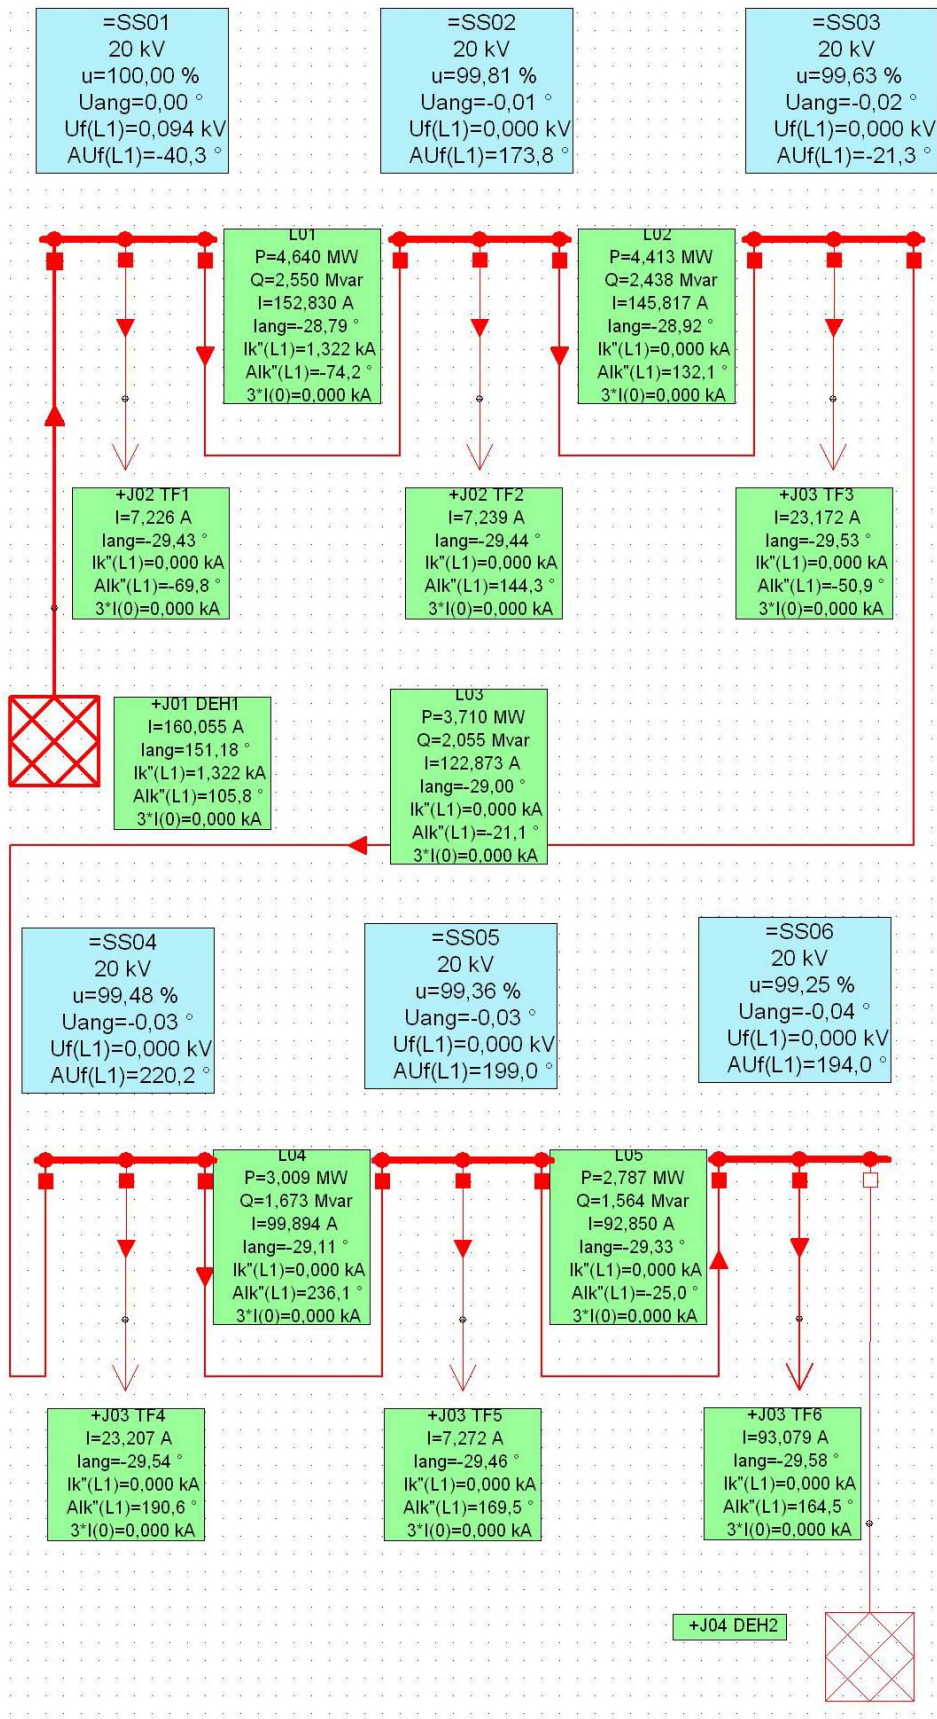 =SS01
20 kV
u=100,00 %
Uang=0,00 °
Uf(L1)=0,094 kV
AUf(L1)=-40,3 °
=SS02
20 kV
u=99,81 %
Uang=-0,01 °
Uf(L1)=0,000 kV
AUf(L1)=173,8 °
=SS03
20 kV
u=99,63 %
Uang=-0,02 °
Uf(L1)=0,000 kV
AUf(L1)=-21,3 °
L01
P=4,640 MW
Q=2,550 Mvar
I=152,830 A
Iang=-28,79 °
Ik"(L1)=1,322 kA
AIk"(L1)=-74,2 °
3*I(0)=0,000 kA
L02
P=4,413 MW
Q=2,438 Mvar
I=145,817 A
Iang=-28,92 °
Ik"(L1)=0,000 kA
AIk"(L1)=132,1 °
3*I(0)=0,000 kA
+J02 TF1
I=7,226 A
Iang=-29,43 °
Ik"(L1)=0,000 kA
AIk"(L1)=-69,8 °
3*I(0)=0,000 kA
+J02 TF2
I=7,239 A
Iang=-29,44 °
Ik"(L1)=0,000 kA
AIk"(L1)=144,3 °
3*I(0)=0,000 kA
+J03 TF3
I=23,172 A
Iang=-29,53 °
Ik"(L1)=0,000 kA
AIk"(L1)=-50,9 °
3*I(0)=0,000 kA
+J01 DEH1
I=160,055 A
Iang=151,18 °
Ik"(L1)=1,322 kA
AIk"(L1)=105,8 °
3*I(0)=0,000 kA
L03
P=3,710 MW
Q=2,055 Mvar
I=122,873 A
Iang=-29,00 °
Ik"(L1)=0,000 kA
AIk"(L1)=-21,1 °
3*I(0)=0,000 kA
=SS04
20 kV
u=99,48 %
Uang=-0,03 °
Uf(L1)=0,000 kV
AUf(L1)=220,2 °
=SS05
20 kV
u=99,36 %
Uang=-0,03 °
Uf(L1)=0,000 kV
AUf(L1)=199,0 °
=SS06
20 kV
u=99,25 %
Uang=-0,04 °
Uf(L1)=0,000 kV
AUf(L1)=194,0 °
L04
P=3,009 MW
Q=1,673 Mvar
I=99,894 A
Iang=-29,11 °
Ik"(L1)=0,000 kA
AIk"(L1)=236,1 °
3*I(0)=0,000 kA
L05
P=2,787 MW
Q=1,564 Mvar
I=92,850 A
Iang=-29,33 °
Ik"(L1)=0,000 kA
AIk"(L1)=-25,0 °
3*I(0)=0,000 kA
+J03 TF4
I=23,207 A
Iang=-29,54 °
Ik"(L1)=0,000 kA
AIk"(L1)=190,6 °
3*I(0)=0,000 kA
+J03 TF5
I=7,272 A
Iang=-29,46 °
Ik"(L1)=0,000 kA
AIk"(L1)=169,5 °
3*I(0)=0,000 kA
+J03 TF6
I=93,079 A
Iang=-29,58 °
Ik"(L1)=0,000 kA
AIk"(L1)=164,5 °
3*I(0)=0,000 kA
+J04 DEH2